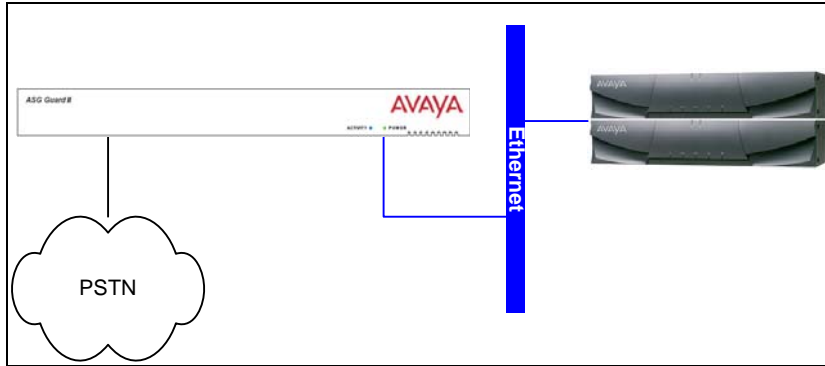 ASG Guard II
AVAYA
ACTIVITY
POWER
Ethernet
AVAYA
AVAYA
PSTN